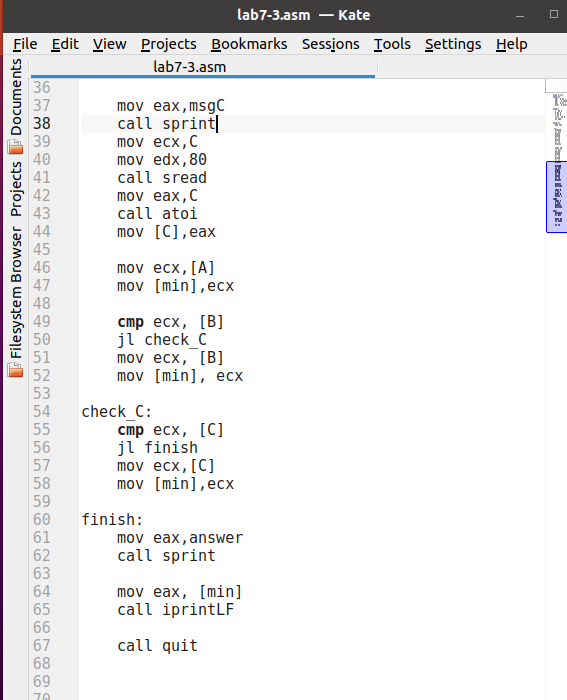 lab7-3.asm — Kate
File Edit View Projects Bookmarks Sessions Tools Settings Help
lab7-3.asm
Documents
Projects
Filesystem Browser
36
37 mov eax,msgC
38 call sprint
39 mov ecx,C
40 mov edx,80
41 call sread
42 mov eax,C
43 call atoi
44 mov [C],eax
45
46 mov ecx,[A]
47 mov [min],ecx
48
49 cmp ecx, [B]
50 jl check_C
51 mov ecx, [B]
52 mov [min], ecx
53
54 check_C:
55 cmp ecx, [C]
56 jl finish
57 mov ecx,[C]
58 mov [min],ecx
59
60 finish:
61 mov eax,answer
62 call sprint
63
64 mov eax, [min]
65 call iprintLF
66
67 call quit
68
69
70